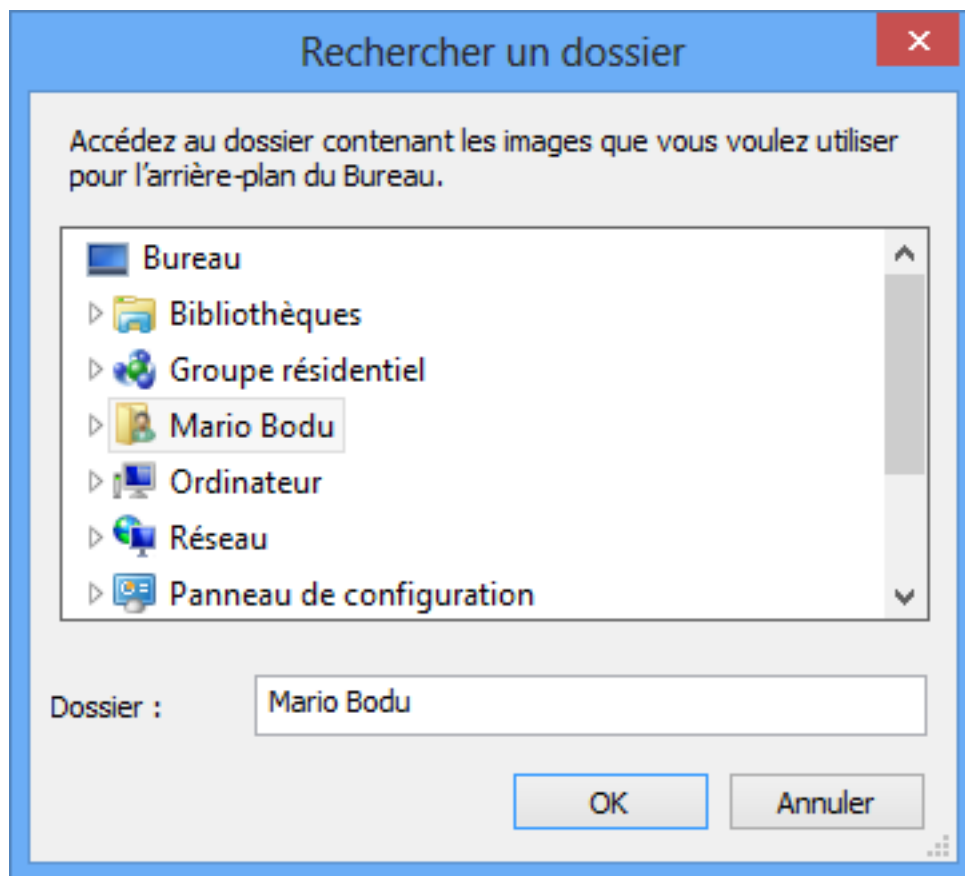 Rechercher un dossier
Accédez au dossier contenant les images que vous voulez utiliser
pour l'arrière-plan du Bureau.
Bureau
Bibliothèques
Groupe résidentiel
Mario Bodu
Ordinateur
Réseau
Panneau de configuration
Dossier : Mario Bodu
OK Annuler